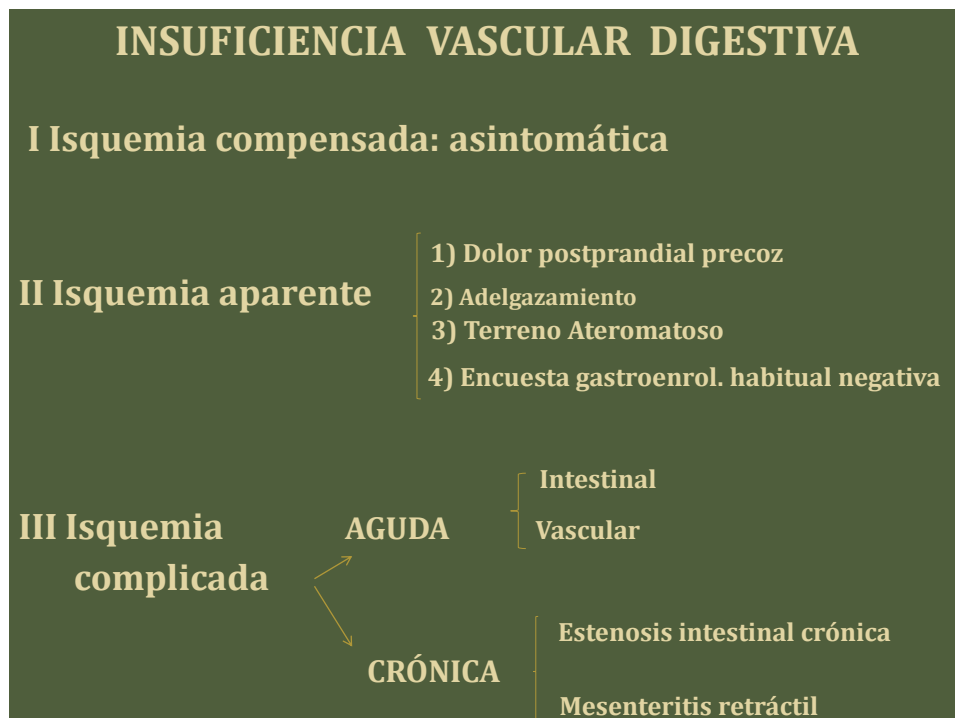 INSUFICIENCIA VASCULAR DIGESTIVA
I Isquemia compensada: asintomática
II Isquemia aparente
1) Dolor postprandial precoz
2) Adelgazamiento
3) Terreno Ateromatoso
4) Encuesta gastroenrol. habitual negativa
III Isquemia
complicada
AGUDA
Intestinal
Vascular
CRÓNICA
Estenosis intestinal crónica
Mesenteritis retráctil